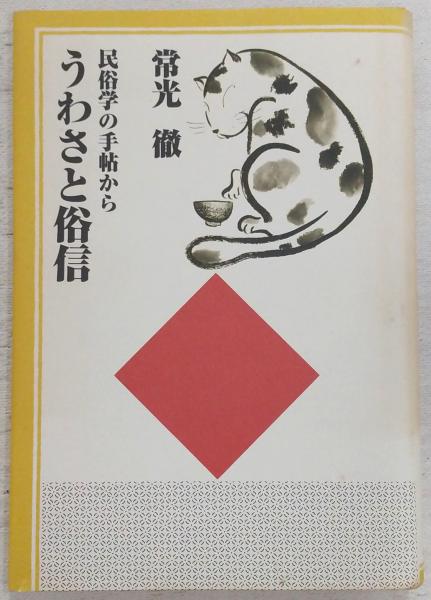 常光 徹
民俗学の手帖から
うわさと俗信